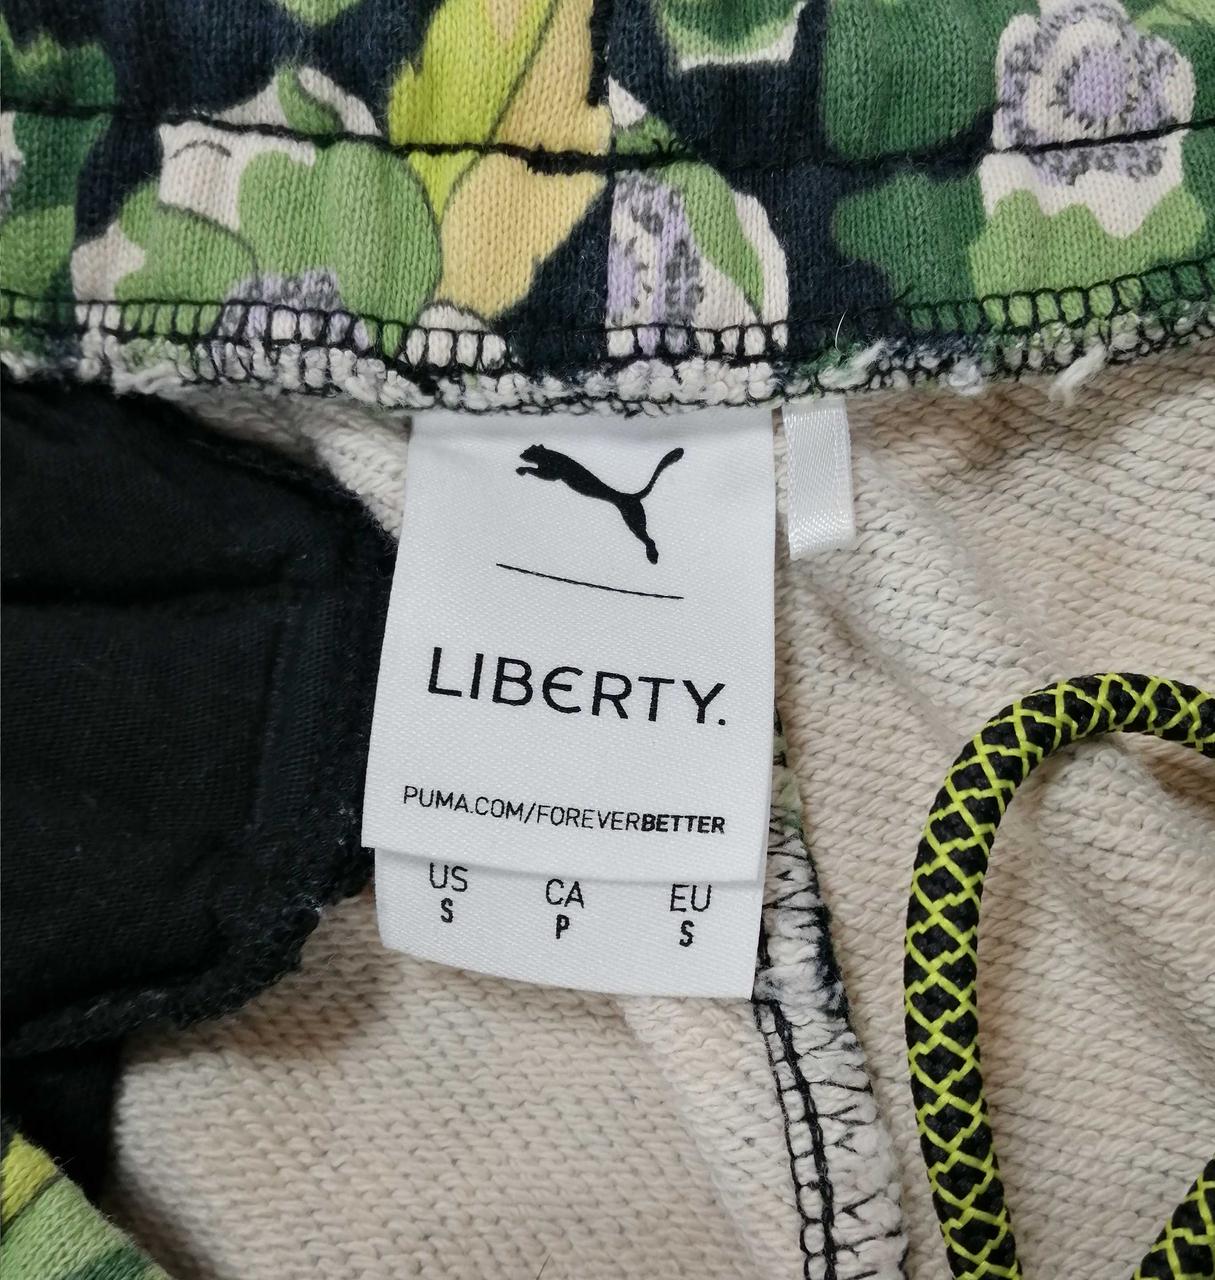 LIBERTY.
PUMA.COM/FOREVERBETTER
US CA EU
S P S